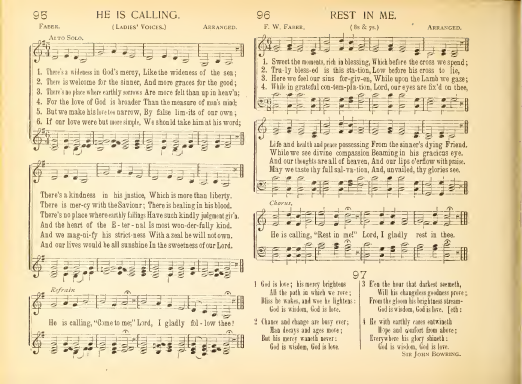 95 HE IS CALLING.
FABER. (LADIES' VOICES.) ARRANGED.
ALTO SOLO.
1. There's a wideness in God's mercy, Like the wideness of the sea;
2. There is welcome for the sinner, And more graces for the good;
3. There's no place where earthly sorrows Are more felt than up in heav'n;
4. For the love of God is broader Than the measure of man's mind;
5. But we make his love too narrow, By false lim-its of our own;
6. If our love were but more simple, We should take him at his word;
There's a kindness in his justice, Which is more than liberty.
There is mer-cy with the Saviour; There is healing in his blood.
There's no place where earthly failings Have such kindly judgment giv'n.
And the heart of the E-ter-nal Is most won-der-fully kind.
And we mag-ni-fy his strict-ness With a zeal he will not own.
And our lives would be all sunshine In the sweetness of our Lord.
Refrain
He is calling, "Come to me;" Lord, I gladly fol-low thee!
96 REST IN ME.
F. W. FABER. (8s & 7s.) ARRANGED.
1. Sweet the moments, rich in blessing, Which before the cross we spend;
2. Tru-ly bless-ed is this sta-tion, Low before his cross to lie,
3. Here we feel our sins for-giv-en, While upon the Lamb we gaze;
4. While in grateful con-tem-pla-tion, Lord, our eyes are fix'd on thee,
Life and health and peace possessing From the sinner's dying Friend.
While we see divine compassion Beaming in his gracious eye.
And our thoughts are all of heaven, And our lips o'erflow with praise.
May we taste thy full sal-va-tion, And, unvailed, thy glories see.
Chorus.
He is calling, "Rest in me!" Lord, I gladly rest in thee.
97
1 God is love; his mercy brightens
All the path in which we rove;
Bliss he wakes, and woe he lightens:
God is wisdom, God is love.
2 Chance and change are busy ever;
Man decays and ages move;
But his mercy waneth never:
God is wisdom, God is love.
3 E'en the hour that darkest seemeth,
Will his changeless goodness prove;
From the gloom his brightness stream-
God is wisdom, God is love. [eth:
4 He with earthly cares entwineth
Hope and comfort from above;
Everywhere his glory shineth:
God is wisdom, God is love.
SIR JOHN BOWRING.